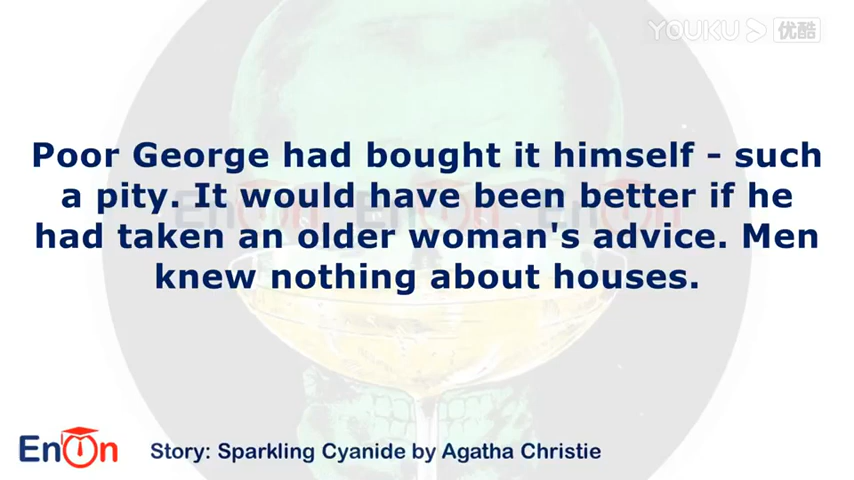 YOUKU 优酷
Poor George had bought it himself - such
a pity. It would have been better if he
had taken an older woman's advice. Men
knew nothing about houses.
EnOn
Story: Sparkling Cyanide by Agatha Christie